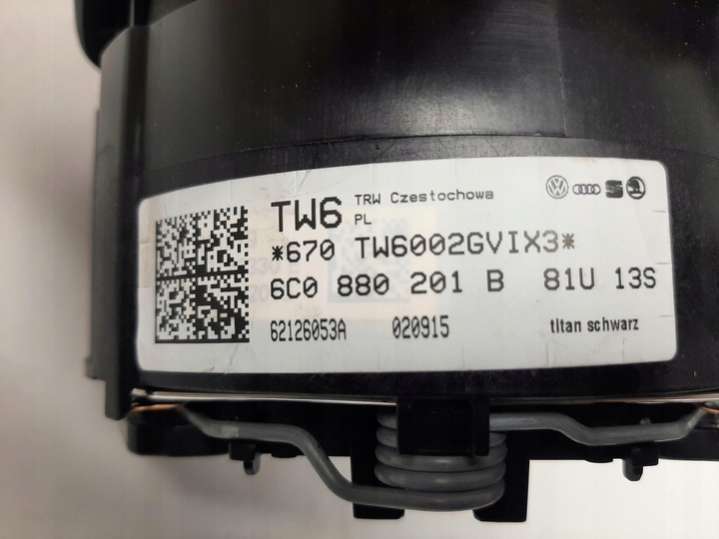 TW6 TRW Czestochowa
PL
*670 TW6002GVIX3*
6C0 880 201 B 81U 13S
62126053A 020915 titan schwarz